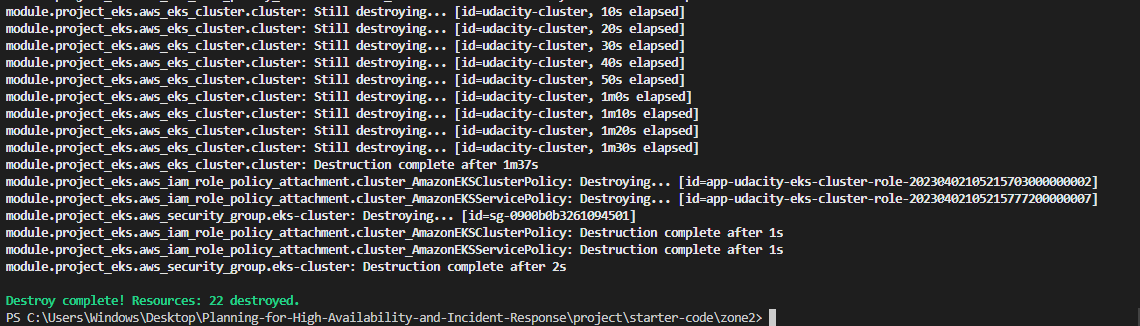 module.project_eks.aws_eks_cluster.cluster: Still destroying... [id=udacity-cluster, 10s elapsed]
module.project_eks.aws_eks_cluster.cluster: Still destroying... [id=udacity-cluster, 20s elapsed]
module.project_eks.aws_eks_cluster.cluster: Still destroying... [id=udacity-cluster, 30s elapsed]
module.project_eks.aws_eks_cluster.cluster: Still destroying... [id=udacity-cluster, 40s elapsed]
module.project_eks.aws_eks_cluster.cluster: Still destroying... [id=udacity-cluster, 50s elapsed]
module.project_eks.aws_eks_cluster.cluster: Still destroying... [id=udacity-cluster, 1m0s elapsed]
module.project_eks.aws_eks_cluster.cluster: Still destroying... [id=udacity-cluster, 1m10s elapsed]
module.project_eks.aws_eks_cluster.cluster: Still destroying... [id=udacity-cluster, 1m20s elapsed]
module.project_eks.aws_eks_cluster.cluster: Still destroying... [id=udacity-cluster, 1m30s elapsed]
module.project_eks.aws_eks_cluster.cluster: Destruction complete after 1m37s
module.project_eks.aws_iam_role_policy_attachment.cluster_AmazonEKSClusterPolicy: Destroying... [id=app-udacity-eks-cluster-role-20230402105215703000000002]
module.project_eks.aws_iam_role_policy_attachment.cluster_AmazonEKSServicePolicy: Destroying... [id=app-udacity-eks-cluster-role-20230402105215777200000007]
module.project_eks.aws_security_group.eks-cluster: Destroying... [id=sg-0900b0b3261094501]
module.project_eks.aws_iam_role_policy_attachment.cluster_AmazonEKSClusterPolicy: Destruction complete after 1s
module.project_eks.aws_iam_role_policy_attachment.cluster_AmazonEKSServicePolicy: Destruction complete after 1s
module.project_eks.aws_security_group.eks-cluster: Destruction complete after 2s
Destroy complete! Resources: 22 destroyed.
PS C:\Users\Windows\Desktop\Planning-for-High-Availability-and-Incident-Response\project\starter-code\zone2>